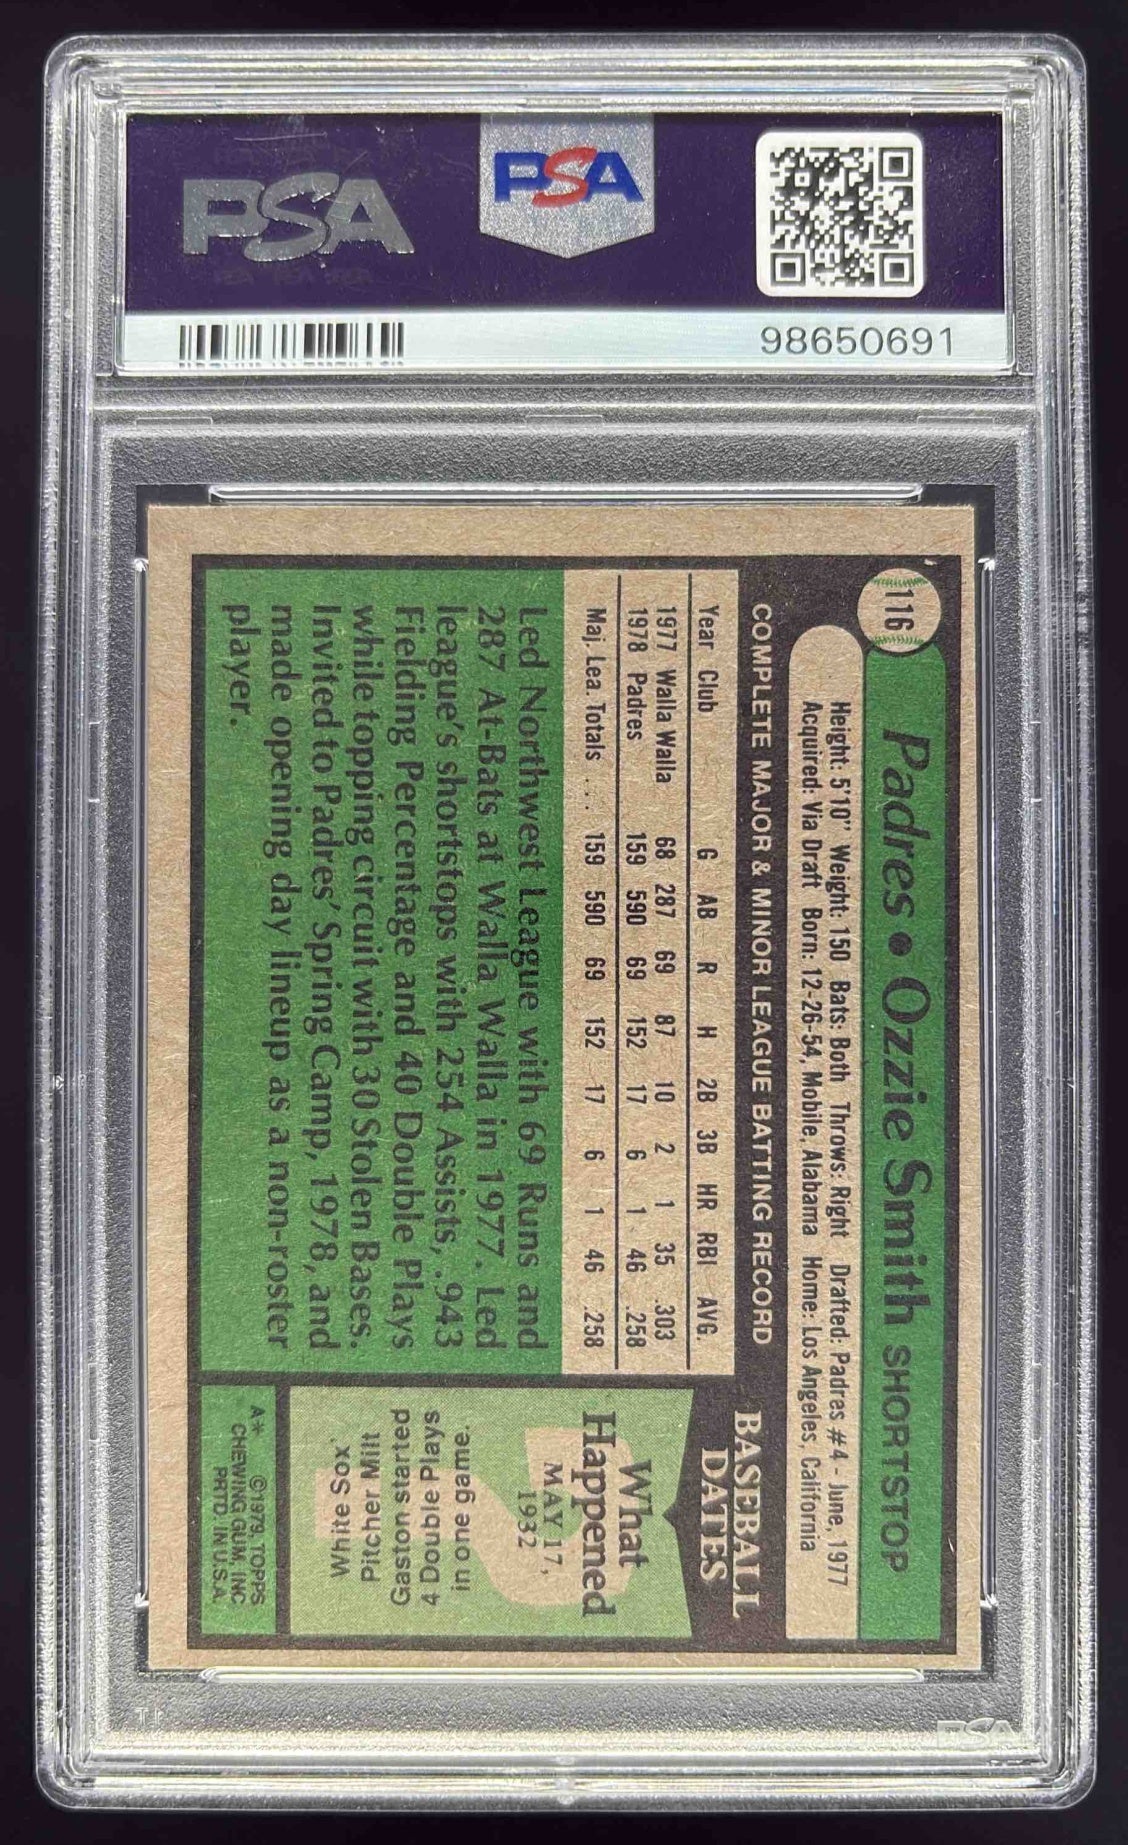 PSA
PSA
98650691
116
Padres • Ozzie Smith SHORTSTOP
Height: 5'10" Weight: 150 Bats: Both Throws: Right Drafted: Padres #4 - June, 1977
Acquired: Via Draft Born: 12-26-54, Mobile, Alabama Home: Los Angeles, California
COMPLETE MAJOR & MINOR LEAGUE BATTING RECORD
Year Club G AB R H 2B 3B HR RBI AVG.
1977 Walla Walla 68 287 69 87 10 2 1 35 .303
1978 Padres 159 590 69 152 17 6 1 46 .258
Maj. Lea. Totals ... 159 590 69 152 17 6 1 46 .258
Led Northwest League with 69 Runs and
287 At-Bats at Walla Walla in 1977. Led
league's shortstops with 254 Assists, .943
Fielding Percentage and 40 Double Plays
while topping circuit with 30 Stolen Bases.
Invited to Padres' Spring Camp, 1978, and
made opening day lineup as a non-roster
player.
BASEBALL
DATES
What
Happened
MAY 17,
1932
White Sox'
Pitcher Milt
Gaston started
4 Double Plays
in one game.
A** ©1979 TOPPS
CHEWING GUM, INC
PRTD. IN U.S.A.
PSA